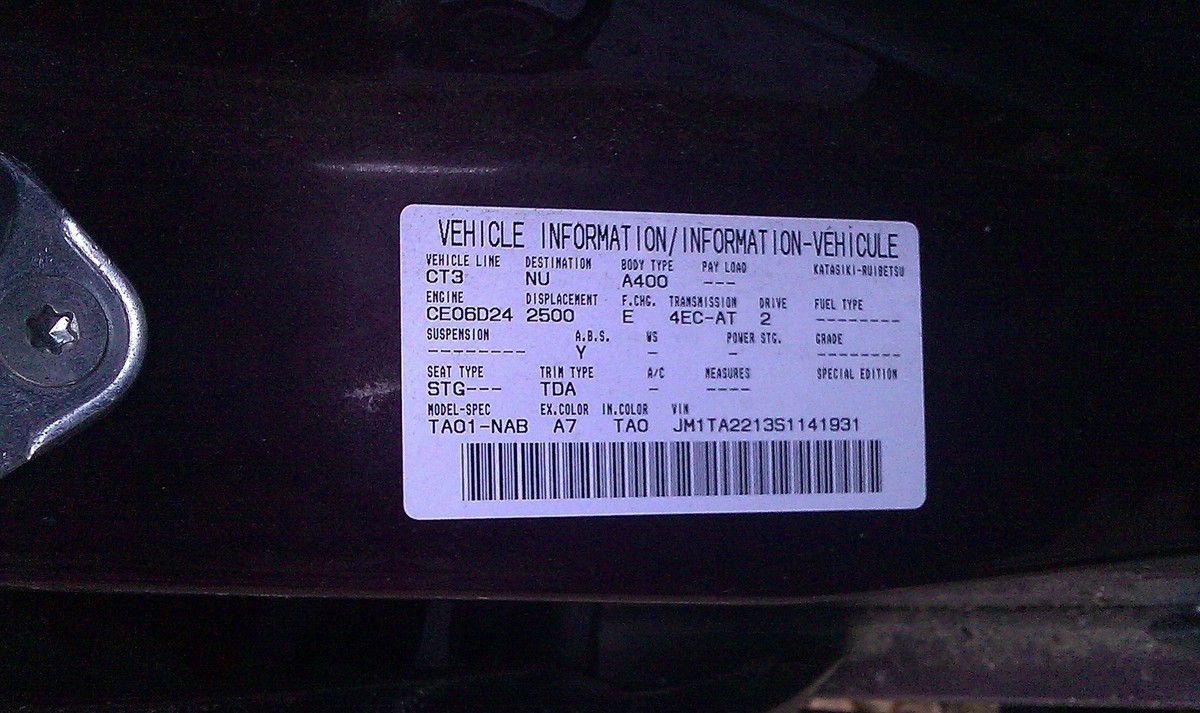 VEHICLE INFORMATION/INFORMATION-VÉHICULE
VEHICLE LINE DESTINATION BODY TYPE PAY LOAD KATASIKI-RUIBETSU
CT3 NU A400 ---
ENGINE DISPLACEMENT F.CHG. TRANSMISSION DRIVE FUEL TYPE
CE06D24 2500 E 4EC-AT 2 --------
SUSPENSION A.B.S. WS POWER STG. GRADE
--------- Y - - --------
SEAT TYPE TRIM TYPE A/C MEASURES SPECIAL EDITION
STG--- TDA - ----
MODEL-SPEC EX.COLOR IN.COLOR VIN
TA01-NAB A7 TA0 JM1TA2213S1141931